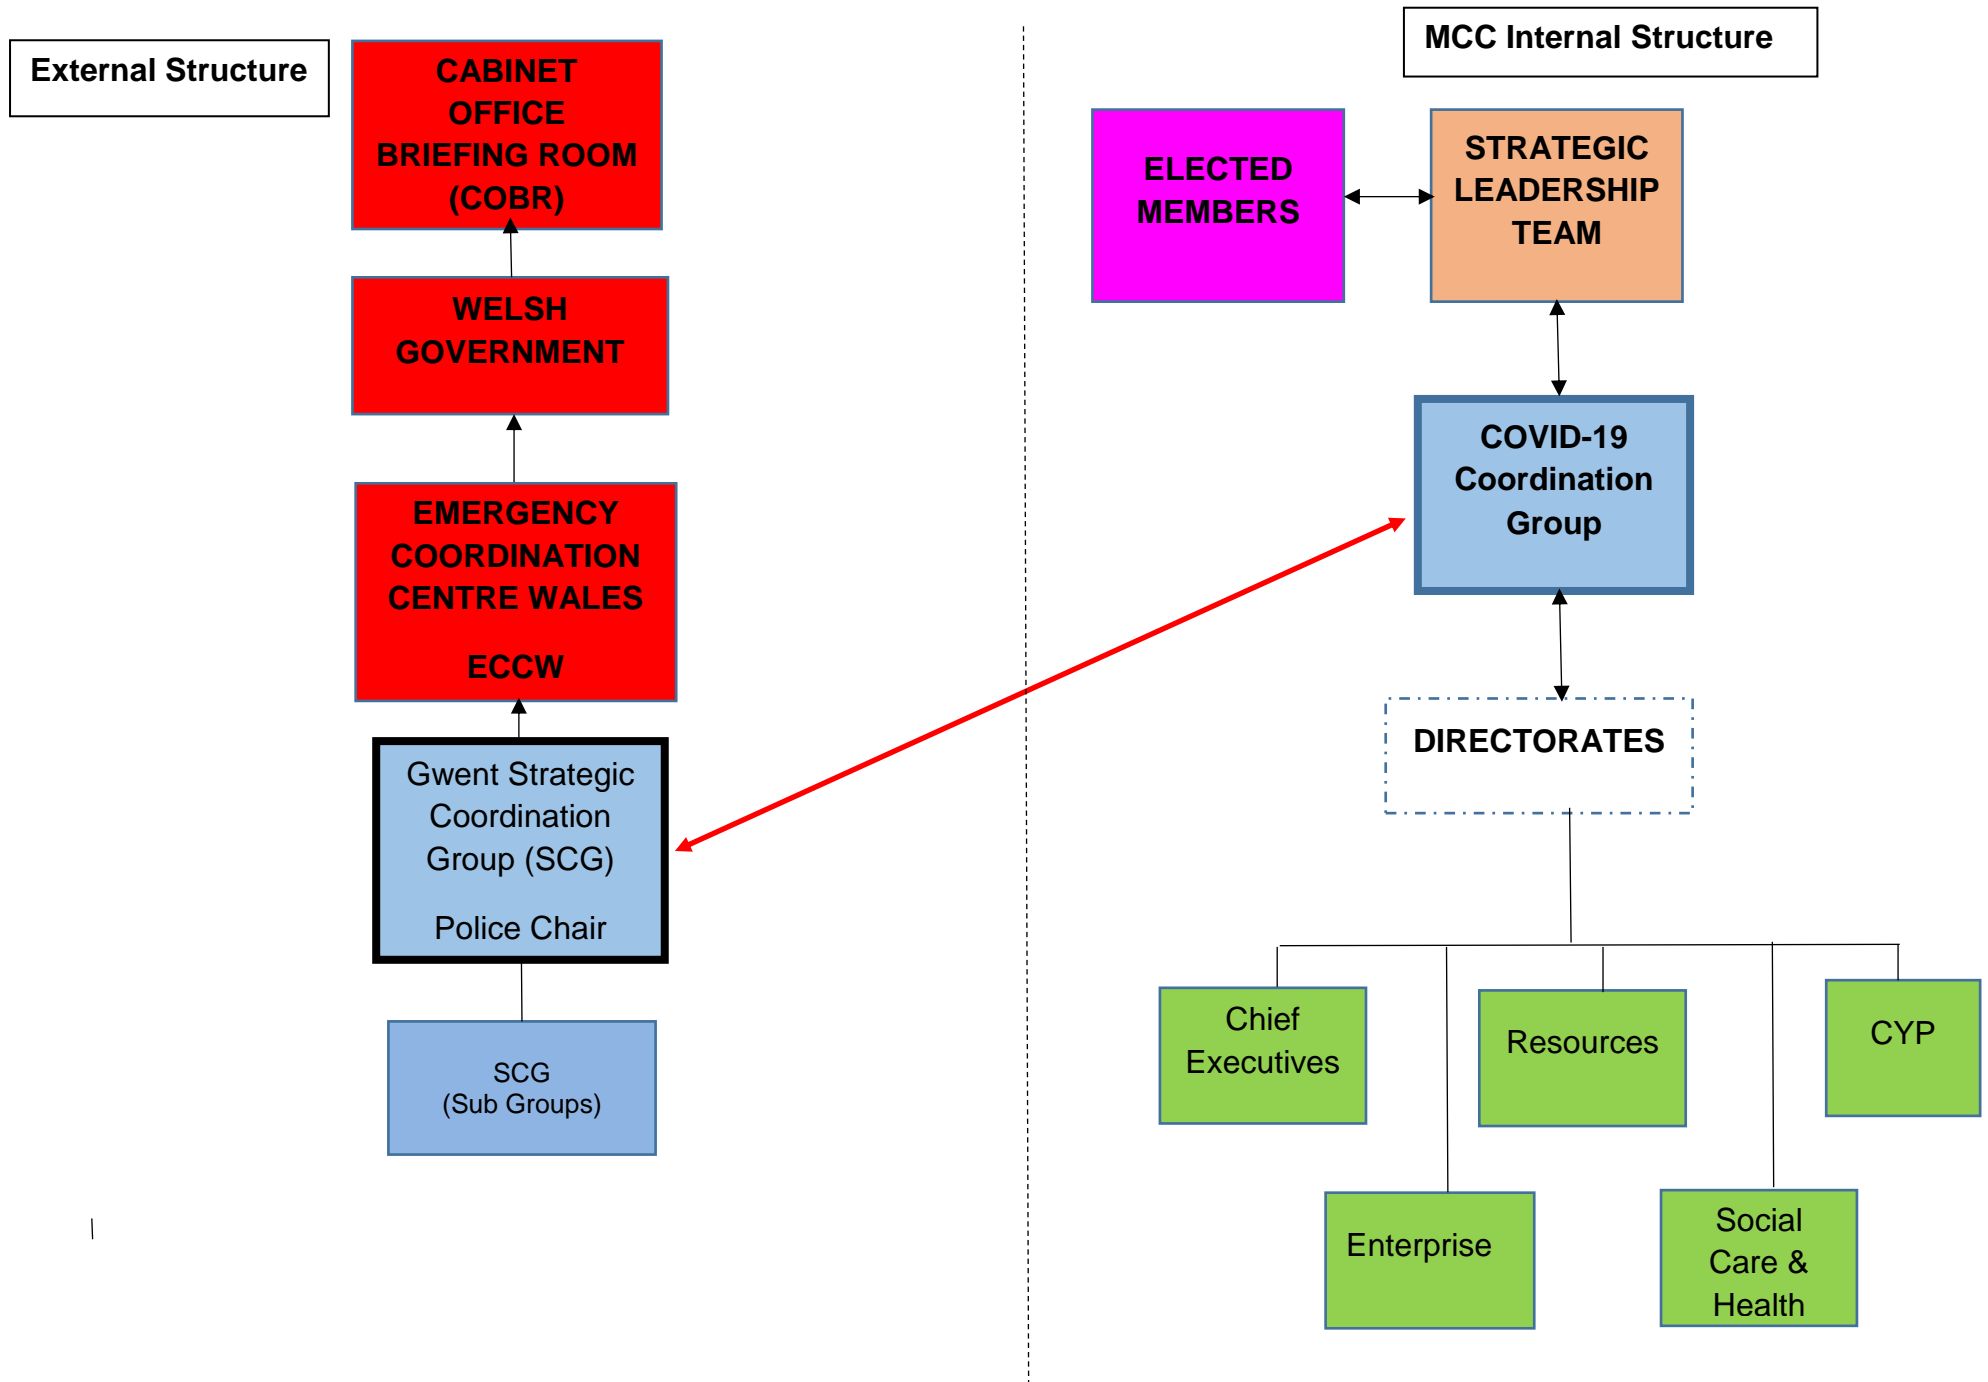 External Structure
CABINET
OFFICE
BRIEFING ROOM
(COBR)
WELSH
GOVERNMENT
EMERGENCY
COORDINATION
CENTRE WALES
ECCW
Gwent Strategic
Coordination
Group (SCG)
Police Chair
SCG
(Sub Groups)
MCC Internal Structure
ELECTED
MEMBERS
STRATEGIC
LEADERSHIP
TEAM
COVID-19
Coordination
Group
DIRECTORATES
Chief
Executives
Resources
CYP
Enterprise
Social
Care &
Health